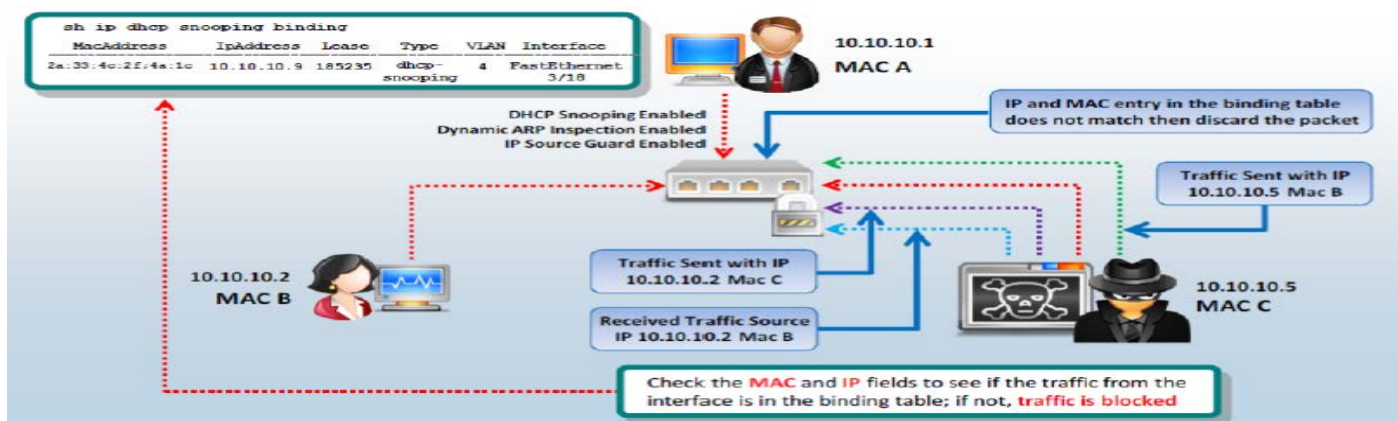 sh ip dhcp snooping binding
MacAddress IpAddress Lease Type VLAN Interface
2a:33:4c:2f:4a:1c 10.10.10.9 185235 dhcp-snooping 4 FastEthernet 3/18
10.10.10.1
MAC A
DHCP Snooping Enabled
Dynamic ARP Inspection Enabled
IP Source Guard Enabled
IP and MAC entry in the binding table
does not match then discard the packet
Traffic Sent with IP
10.10.10.5 Mac B
10.10.10.2
MAC B
Traffic Sent with IP
10.10.10.2 Mac C
Received Traffic Source
IP 10.10.10.2 Mac B
10.10.10.5
MAC C
Check the MAC and IP fields to see if the traffic from the
interface is in the binding table; if not, traffic is blocked